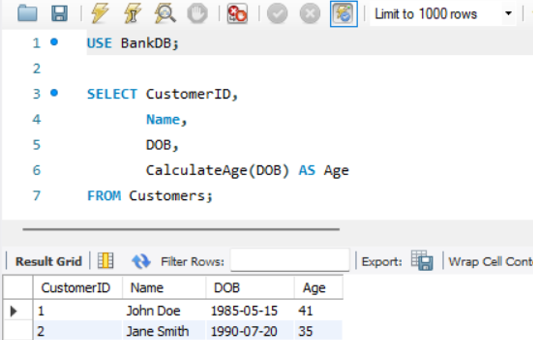 Limit to 1000 rows
1 USE BankDB;
2
3 SELECT CustomerID,
4 Name,
5 DOB,
6 CalculateAge(DOB) AS Age
7 FROM Customers;
Result Grid Filter Rows: Export: Wrap Cell Cont
CustomerID Name DOB Age
1 John Doe 1985-05-15 41
2 Jane Smith 1990-07-20 35